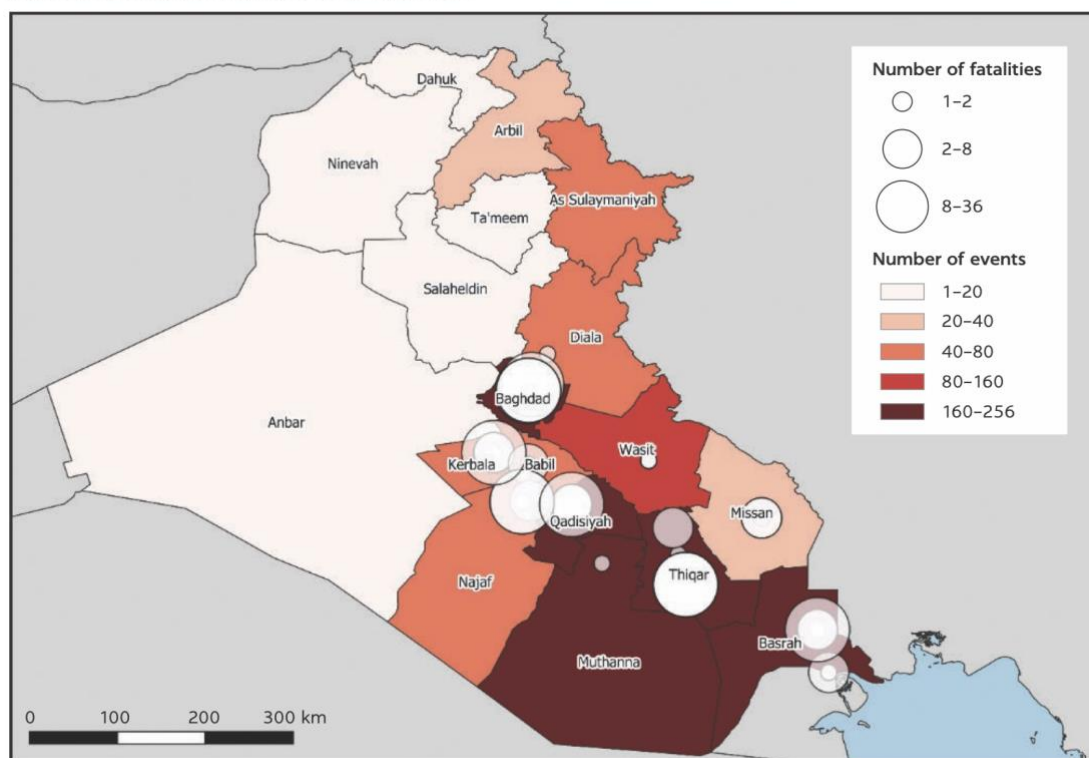 Dahuk
Arbil
Ninevah
As Sulaymaniyah
Ta'meem
Salaheldin
Diala
Baghdad
Anbar
Wasit
Kerbala
Babil
Missan
Qadisiyah
Thiqar
Najaf
Basrah
Muthanna
0 100 200 300 km
Number of fatalities
1–2
2–8
8–36
Number of events
1–20
20–40
40–80
80–160
160–256